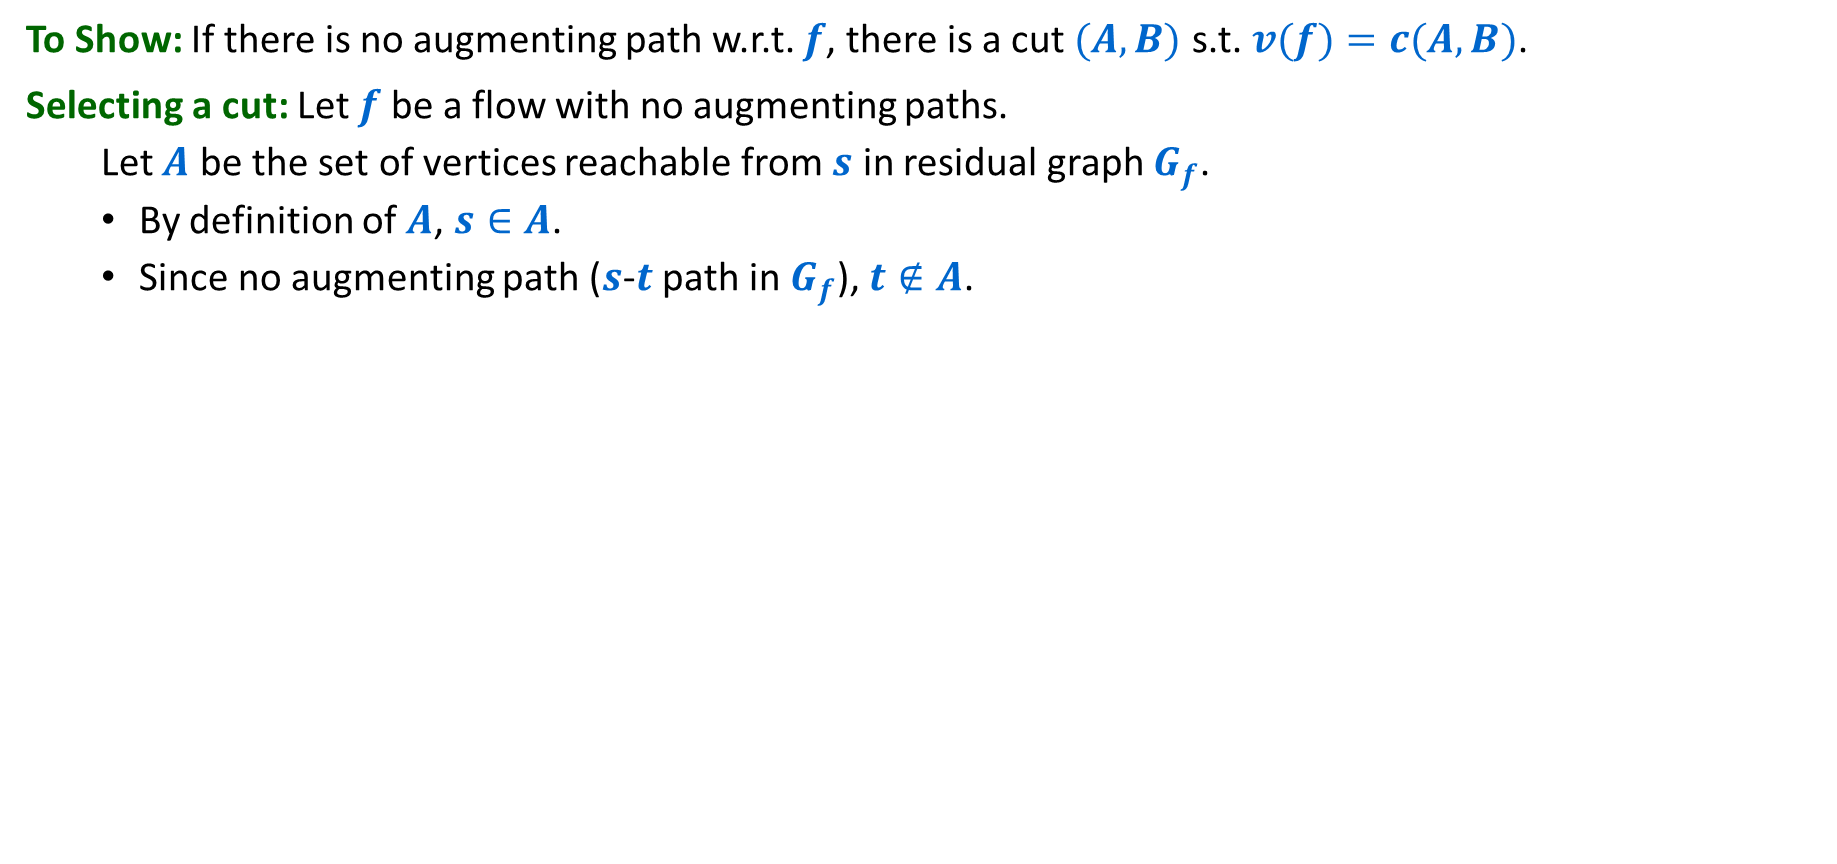 To Show: If there is no augmenting path w.r.t. f, there is a cut (A, B) s.t. v(f) = c(A, B).
Selecting a cut: Let f be a flow with no augmenting paths.
Let A be the set of vertices reachable from s in residual graph G_f.
• By definition of A, s ∈ A.
• Since no augmenting path (s-t path in G_f), t ∉ A.